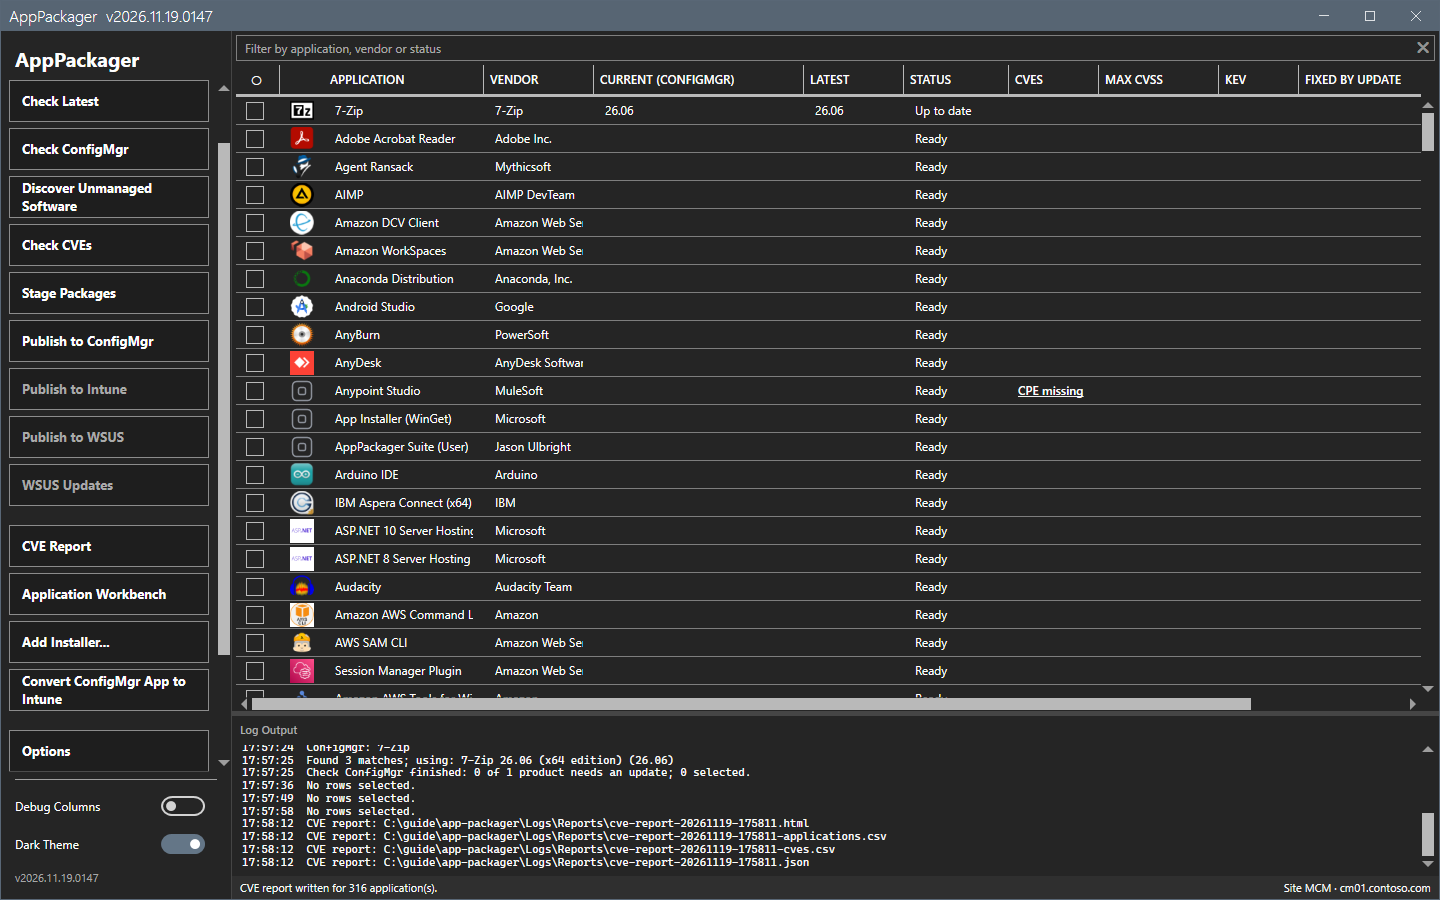 AppPackager v2026.11.19.0147
AppPackager
Check Latest
Check ConfigMgr
Discover Unmanaged
Software
Check CVEs
Stage Packages
Publish to ConfigMgr
Publish to Intune
Publish to WSUS
WSUS Updates
CVE Report
Application Workbench
Add Installer...
Convert ConfigMgr App to
Intune
Options
Debug Columns
Dark Theme
v2026.11.19.0147
Filter by application, vendor or status
APPLICATION VENDOR CURRENT (CONFIGMGR) LATEST STATUS CVES MAX CVSS KEV FIXED BY UPDATE
7-Zip 7-Zip 26.06 26.06 Up to date
Adobe Acrobat Reader Adobe Inc. Ready
Agent Ransack Mythicsoft Ready
AIMP AIMP DevTeam Ready
Amazon DCV Client Amazon Web Se Ready
Amazon WorkSpaces Amazon Web Se Ready
Anaconda Distribution Anaconda, Inc. Ready
Android Studio Google Ready
AnyBurn PowerSoft Ready
AnyDesk AnyDesk Softwar Ready
Anypoint Studio MuleSoft Ready CPE missing
App Installer (WinGet) Microsoft Ready
AppPackager Suite (User) Jason Ulbright Ready
Arduino IDE Arduino Ready
IBM Aspera Connect (x64) IBM Ready
ASP.NET 10 Server Hosting Microsoft Ready
ASP.NET 8 Server Hosting Microsoft Ready
Audacity Audacity Team Ready
Amazon AWS Command L Amazon Ready
AWS SAM CLI Amazon Web Se Ready
Session Manager Plugin Amazon Web Se Ready
Amazon AWS Tools for Wi Amazon Ready
Log Output
17:57:24 ConfigMgr: 7-Zip
17:57:25 Found 3 matches; using: 7-Zip 26.06 (x64 edition) (26.06)
17:57:25 Check ConfigMgr finished: 0 of 1 product needs an update; 0 selected.
17:57:36 No rows selected.
17:57:49 No rows selected.
17:57:58 No rows selected.
17:58:12 CVE report: C:\guide\app-packager\Logs\Reports\cve-report-20261119-175811.html
17:58:12 CVE report: C:\guide\app-packager\Logs\Reports\cve-report-20261119-175811-applications.csv
17:58:12 CVE report: C:\guide\app-packager\Logs\Reports\cve-report-20261119-175811-cves.csv
17:58:12 CVE report: C:\guide\app-packager\Logs\Reports\cve-report-20261119-175811.json
CVE report written for 316 application(s).
Site MCM · cm01.contoso.com